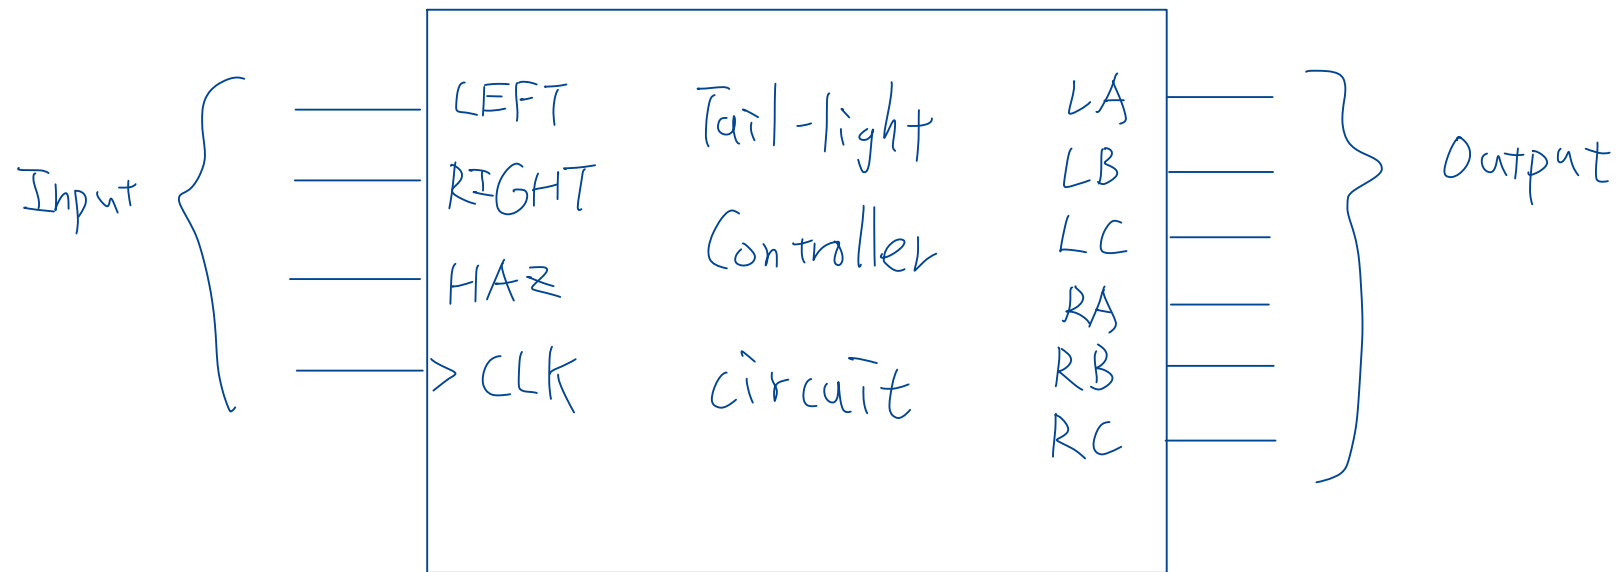 Input
LEFT
RIGHT
HAZ
> CLK
Tail-light
Controller
circuit
LA
LB
LC
RA
RB
RC
Output